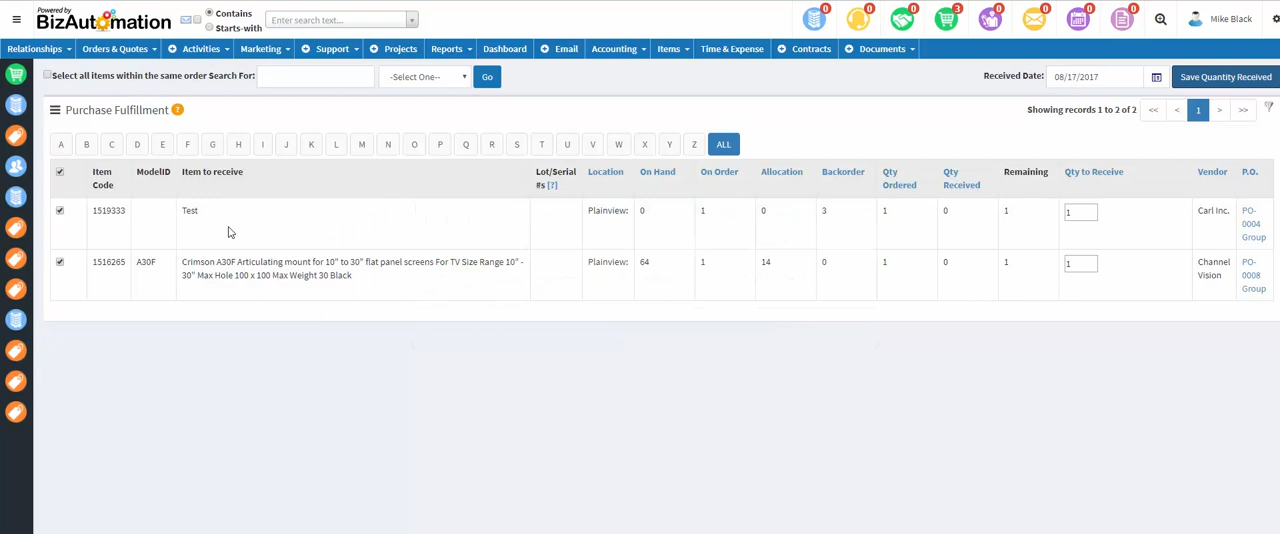 Powered by
BizAutomation
Contains
Starts-with
Enter search text...
0 0 0 3 0 0 0 0
Mike Black
Relationships Orders & Quotes Activities Marketing Support Projects Reports Dashboard Email Accounting Items Time & Expense Contracts Documents
Select all items within the same order Search For: -Select One-- Go Received Date: 08/17/2017 Save Quantity Received
Purchase Fulfillment ? Showing records 1 to 2 of 2 << < 1 > >>
A B C D E F G H I J K L M N O P Q R S T U V W X Y Z ALL
Item Code ModelID Item to receive Lot/Serial #s [?] Location On Hand On Order Allocation Backorder Qty Ordered Qty Received Remaining Qty to Receive Vendor P.O.
1519333 Test Plainview: 0 1 0 3 1 0 1 1 Carl Inc. PO-
0004
Group
1516265 A30F Crimson A30F Articulating mount for 10" to 30" flat panel screens For TV Size Range 10" - Plainview: 64 1 14 0 1 0 1 1 Channel PO-
30" Max Hole 100 x 100 Max Weight 30 Black Vision 0008
Group